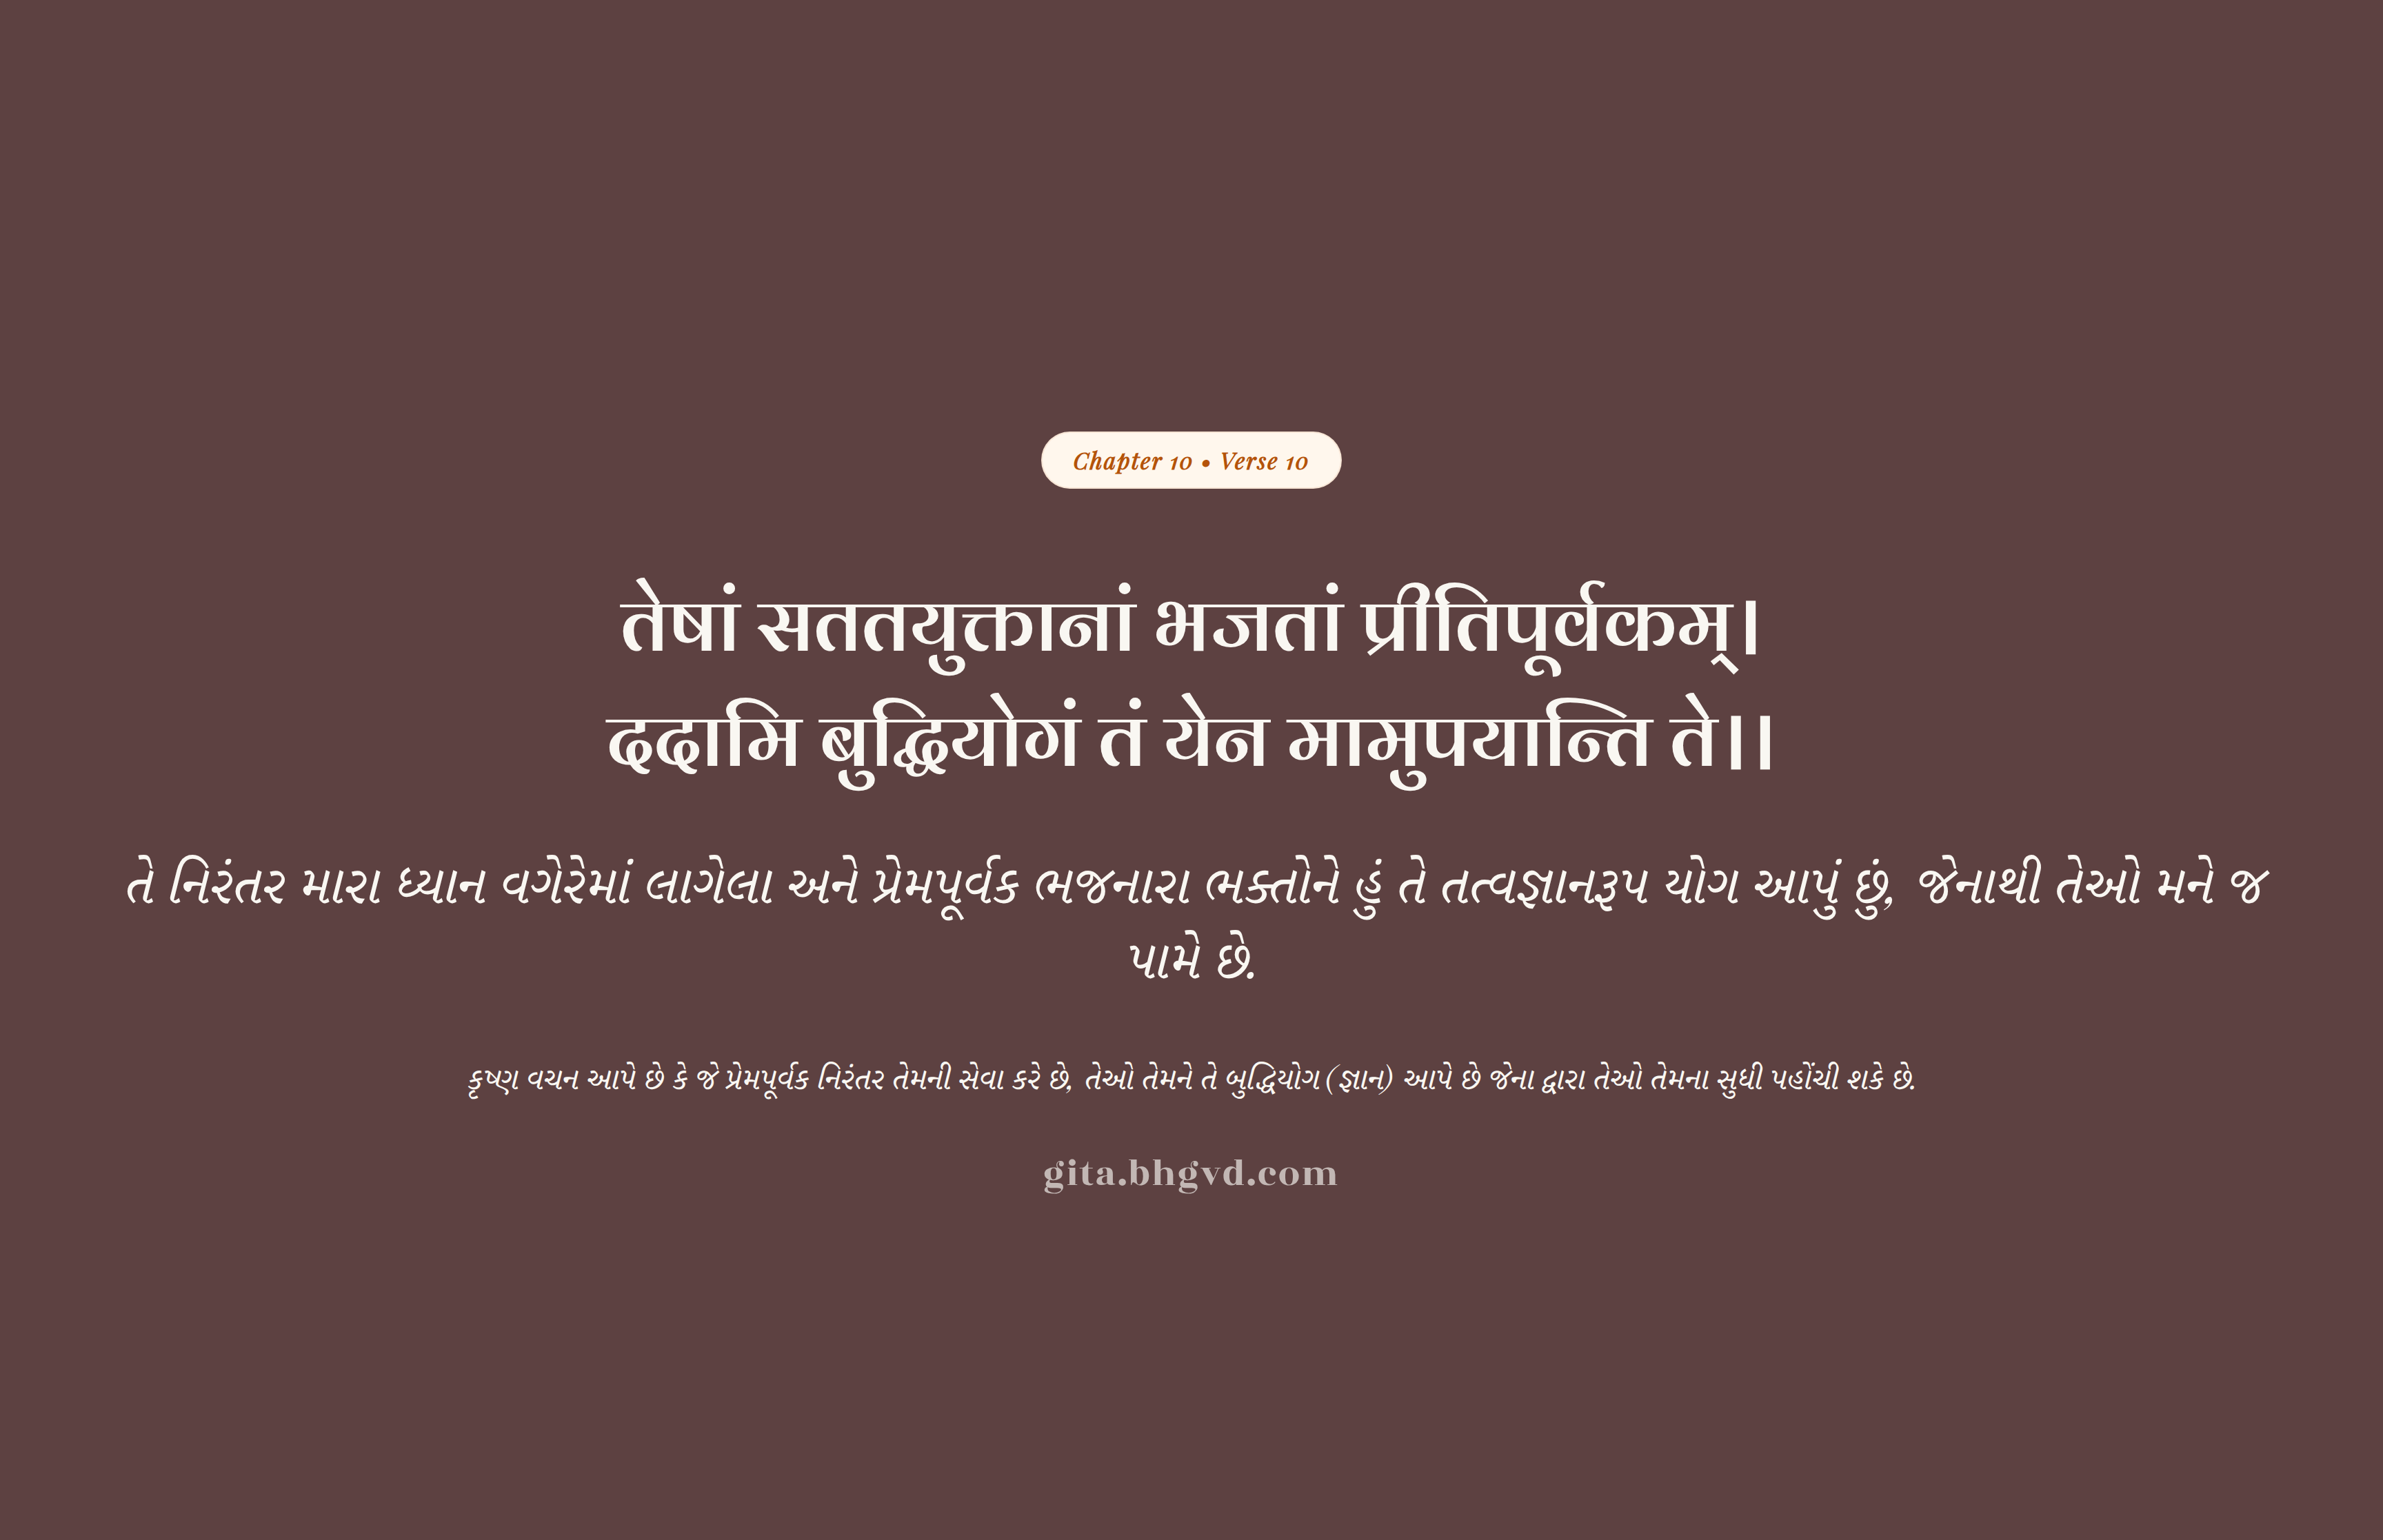 Chapter 10 • Verse 10
तेषां सततयुक्तानां भजतां प्रीतिपूर्वकम्।
ददामि बुद्धियोगं तं येन मामुपयान्ति ते।।
તે નિરંતર મારા ધ્યાન વગેરેમાં લાગેલા અને પ્રેમપૂર્વક ભજનારા ભક્તોને હું તે તત્વજ્ઞાનરૂપ યોગ આપું છું, જેનાથી તેઓ મને જ
પામે છે.
કૃષ્ણ વચન આપે છે કે જે પ્રેમપૂર્વક નિરંતર તેમની સેવા કરે છે, તેઓ તેમને તે બુદ્ધિયોગ (જ્ઞાન) આપે છે જેના દ્વારા તેઓ તેમના સુધી પહોંચી શકે છે.
gita.bhgvd.com